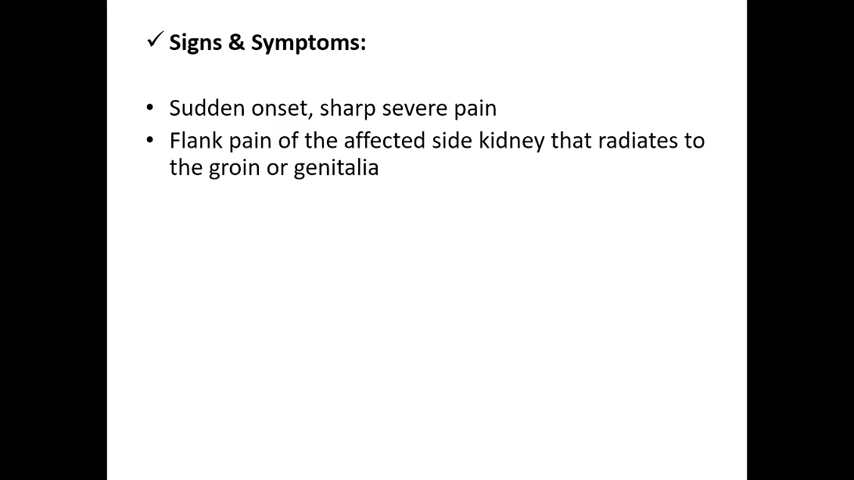 ✓ Signs & Symptoms:
• Sudden onset, sharp severe pain
• Flank pain of the affected side kidney that radiates to
the groin or genitalia